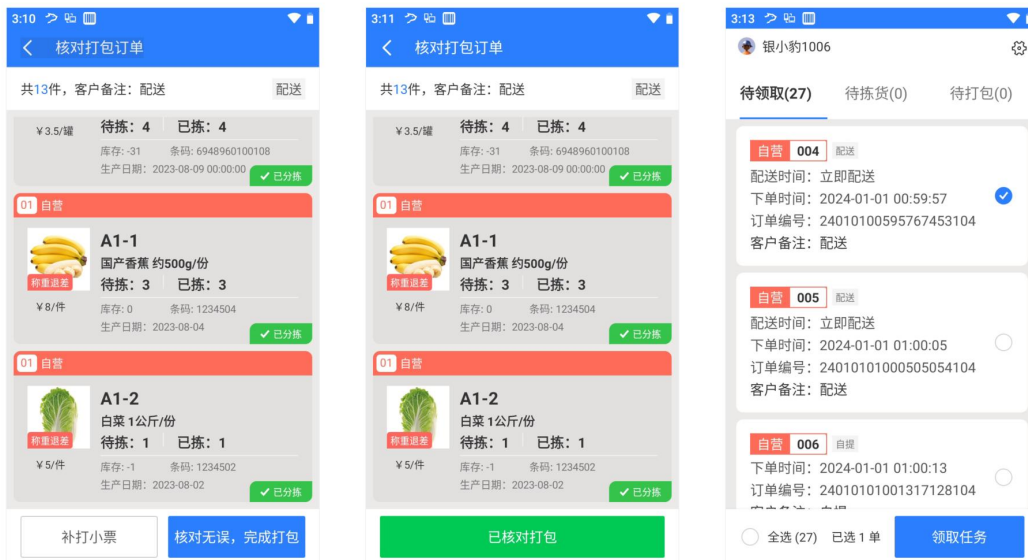 3:10
核对打包订单
共13件，客户备注：配送
配送
￥3.5/罐
待拣：4 已拣：4
库存: -31 条码: 6948960100108
生产日期：2023-08-09 00:00:00
已分拣
01 自营
A1-1
国产香蕉 约500g/份
称重退差
待拣：3 已拣：3
￥8/件
库存: 0 条码: 1234504
生产日期：2023-08-04
已分拣
01 自营
A1-2
白菜 1公斤/份
称重退差
待拣：1 已拣：1
￥5/件
库存: -1 条码: 1234502
生产日期：2023-08-02
已分拣
补打小票
核对无误，完成打包
3:11
核对打包订单
共13件，客户备注：配送
配送
￥3.5/罐
待拣：4 已拣：4
库存: -31 条码: 6948960100108
生产日期：2023-08-09 00:00:00
已分拣
01 自营
A1-1
国产香蕉 约500g/份
称重退差
待拣：3 已拣：3
￥8/件
库存: 0 条码: 1234504
生产日期：2023-08-04
已分拣
01 自营
A1-2
白菜 1公斤/份
称重退差
待拣：1 已拣：1
￥5/件
库存: -1 条码: 1234502
生产日期：2023-08-02
已分拣
已核对打包
3:13
银小豹1006
待领取(27) 待拣货(0) 待打包(0)
自营 004 配送
配送时间：立即配送
下单时间：2024-01-01 00:59:57
订单编号：24010100595767453104
客户备注：配送
自营 005 配送
配送时间：立即配送
下单时间：2024-01-01 01:00:05
订单编号：24010101000505054104
客户备注：配送
自营 006 自提
下单时间：2024-01-01 01:00:13
订单编号：24010101001317128104
全选 (27) 已选 1 单
领取任务